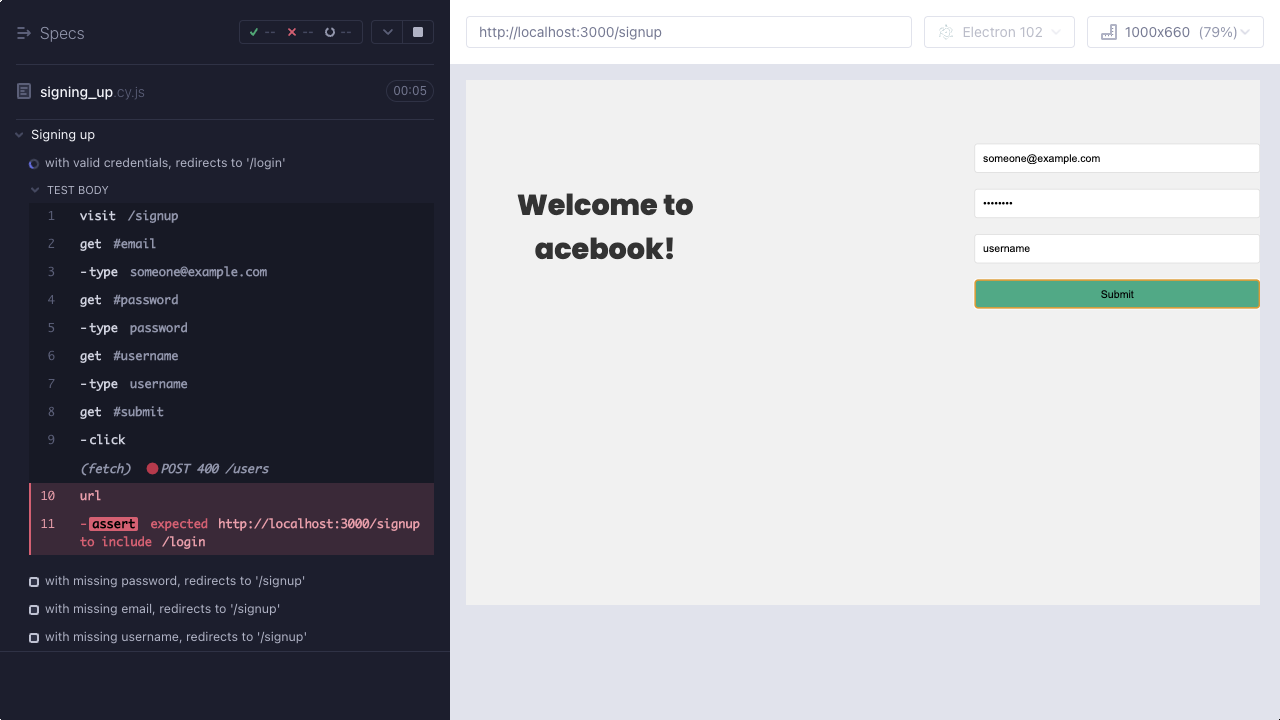 Specs
-- -- --
signing_up.cy.js 00:05
Signing up
with valid credentials, redirects to '/login'
TEST BODY
1 visit /signup
2 get #email
3 -type someone@example.com
4 get #password
5 -type password
6 get #username
7 -type username
8 get #submit
9 -click
(fetch) POST 400 /users
10 url
11 -assert expected http://localhost:3000/signup
to include /login
with missing password, redirects to '/signup'
with missing email, redirects to '/signup'
with missing username, redirects to '/signup'
http://localhost:3000/signup
Electron 102
1000x660 (79%)
Welcome to
acebook!
someone@example.com
••••••••
username
Submit